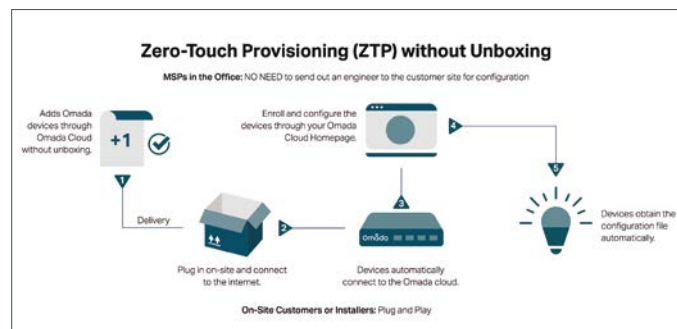 Zero-Touch Provisioning (ZTP) without Unboxing
MSPs in the Office: NO NEED to send out an engineer to the customer site for configuration
Adds Omada
devices through
Omada Cloud
without unboxing.
+1
1
Delivery
Plug in on-site and connect
to the internet.
2
Omada
Devices automatically
connect to the Omada cloud.
3
Enroll and configure the
devices through your Omada
Cloud Homepage.
4
5
Devices obtain the
configuration file
automatically.
On-Site Customers or Installers: Plug and Play